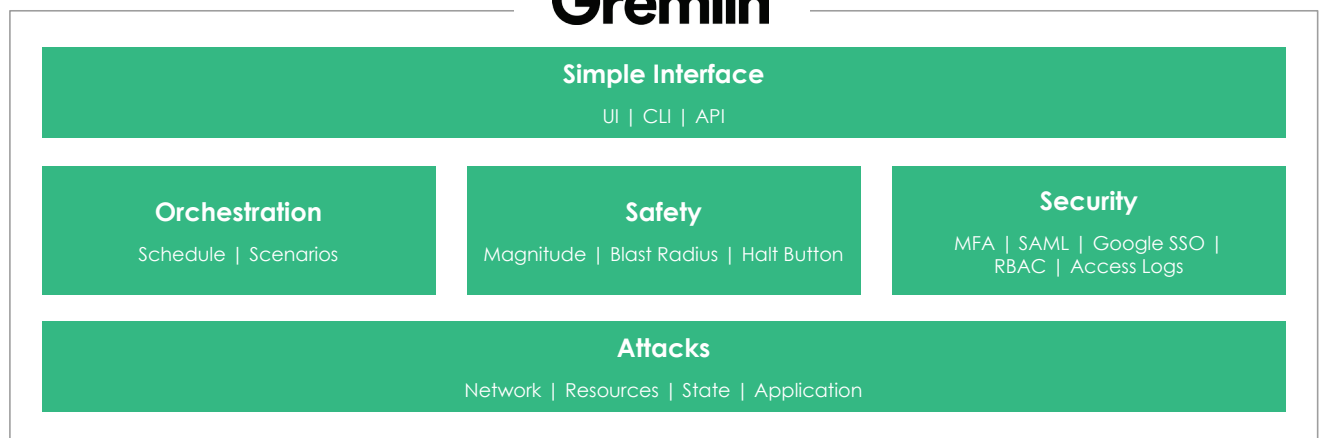 Gremlin
Simple Interface
UI | CLI | API
Orchestration
Schedule | Scenarios
Safety
Magnitude | Blast Radius | Halt Button
Security
MFA | SAML | Google SSO |
RBAC | Access Logs
Attacks
Network | Resources | State | Application